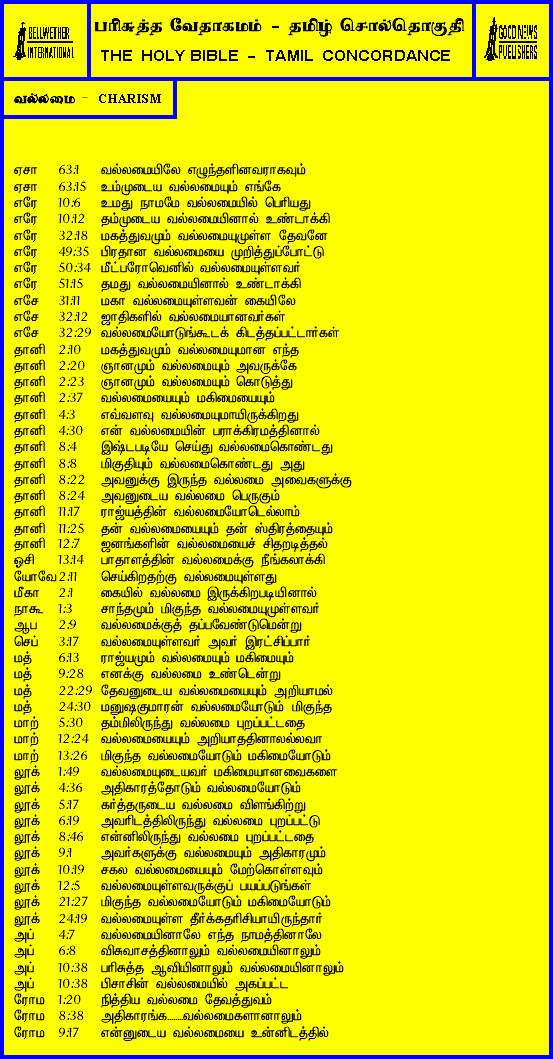 BELLWETHER
INTERNATIONAL
பரிசுத்த வேதாகமம் - தமிழ் சொல்தொகுதி
THE HOLY BIBLE - TAMIL CONCORDANCE
GOOD NEWS
PUBLISHERS
வல்லமை - CHARISM
ஏசா 63:1 வல்லமையிலே எழுந்தளினவராகவும்
ஏசா 63:15 உம்முடைய வல்லமையும் எங்கே
எரே 10:6 உமது நாமமே வல்லமையில் பெரியது
எரே 10:12 தம்முடைய வல்லமையினால் உண்டாக்கி
எரே 32:18 மகத்துவமும் வல்லமையுமுள்ள தேவனே
எரே 49:35 பிரதான வல்லமையை முறித்துப்போட்டு
எரே 50:34 மீட்பரோவெனில் வல்லமையுள்ளவர்
எரே 51:15 தமது வல்லமையினால் உண்டாக்கி
எசே 31:11 மகா வல்லமையுள்ளவன் கையிலே
எசே 32:12 ஜாதிகளில் வல்லமையானவர்கள்
எசே 32:29 வல்லமையோடுங்கூடக் கிடத்தப்பட்டார்கள்
தானி 2:10 மகத்துவமும் வல்லமையுமான எந்த
தானி 2:20 ஞானமும் வல்லமையும் அவருக்கே
தானி 2:23 ஞானமும் வல்லமையும் கொடுத்து
தானி 2:37 வல்லமையையும் மகிமையையும்
தானி 4:3 எவ்வளவு வல்லமையுமாயிருக்கிறது
தானி 4:30 என் வல்லமையின் பராக்கிரமத்தினால்
தானி 8:4 இஷ்டபடியே செய்து வல்லமைகொண்டது
தானி 8:8 மிகுதியும் வல்லமைகொண்டது அது
தானி 8:22 அவனுக்கு இருந்த வல்லமை அவைகளுக்கு
தானி 8:24 அவனுடைய வல்லமை பெருகும்
தானி 11:17 ராஜ்யத்தின் வல்லமையோடெல்லாம்
தானி 11:25 தன் வல்லமையையும் தன் ஸ்திரத்தையும்
தானி 12:7 ஜனங்களின் வல்லமையைச் சிதறடித்தல்
ஓசி 13:14 பாதாளத்தின் வல்லமைக்கு நீங்கலாக்கி
யோவே 2:11 செய்கிறதற்கு வல்லமையுள்ளது
மீகா 2:1 கையில் வல்லமை இருக்கிறபடியினால்
நாகூ 1:3 சாந்தமும் மிகுந்த வல்லமையுமுள்ளவர்
ஆப 2:9 வல்லமைக்குத் தப்பவேண்டுமென்று
செப் 3:17 வல்லமையுள்ளவர் அவர் இரட்சிப்பார்
மத் 6:13 ராஜ்யமும் வல்லமையும் மகிமையும்
மத் 9:28 எனக்கு வல்லமை உண்டென்று
மத் 22:29 தேவனுடைய வல்லமையையும் அறியாமல்
மத் 24:30 மனுஷகுமாரன் வல்லமையோடும் மிகுந்த
மாற் 5:30 தம்மிலிருந்து வல்லமை புறப்பட்டதை
மாற் 12:24 வல்லமையையும் அறியாததினாலல்லவா
மாற் 13:26 மிகுந்த வல்லமையோடும் மகிமையோடும்
லூக் 1:49 வல்லமையுடையவர் மகிமையானவைகளை
லூக் 4:36 அதிகாரத்தோடும் வல்லமையோடும்
லூக் 5:17 கர்த்தருடைய வல்லமை விளங்கிற்று
லூக் 6:19 அவரிடத்திலிருந்து வல்லமை புறப்பட்டு
லூக் 8:46 என்னிலிருந்து வல்லமை புறப்பட்டதை
லூக் 9:1 அவர்களுக்கு வல்லமையும் அதிகாரமும்
லூக் 10:19 சகல வல்லமையையும் மேற்கொள்ளவும்
லூக் 12:5 வல்லமையுள்ளவருக்குப் பயப்படுங்கள்
லூக் 21:27 மிகுந்த வல்லமையோடும் மகிமையோடும்
லூக் 24:19 வல்லமையுள்ள தீர்க்கதரிசியாயிருந்தார்
அப் 4:7 வல்லமையினாலே எந்த நாமத்தினாலே
அப் 6:8 விசுவாசத்தினாலும் வல்லமையினாலும்
அப் 10:38 பரிசுத்த ஆவியினாலும் வல்லமையினாலும்
அப் 10:38 பிசாசின் வல்லமையில் அகப்பட்ட
ரோம 1:20 நித்திய வல்லமை தேவத்துவம்
ரோம 8:38 அதிகாரங்க.......வல்லமைகளானாலும்
ரோம 9:17 என்னுடைய வல்லமையை உன்னிடத்தில்